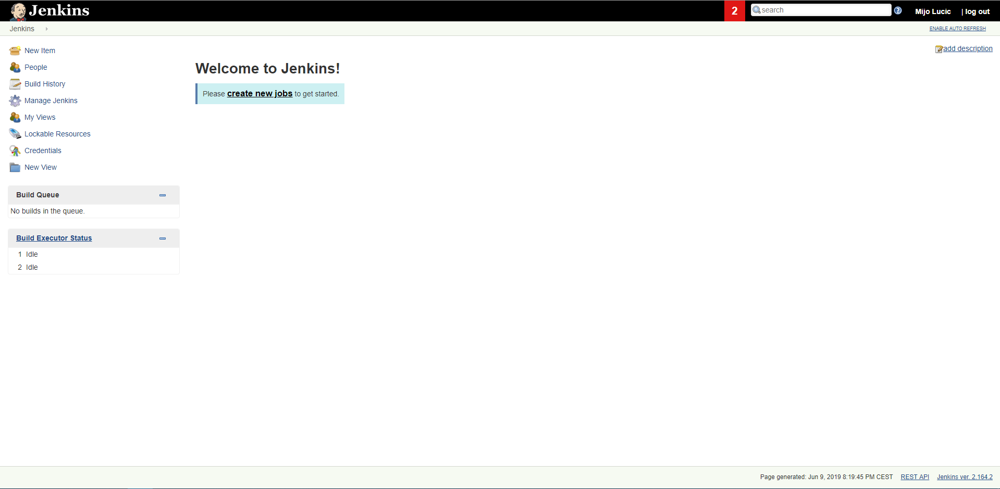 Jenkins
2
search
Mijo Lucic
| log out
Jenkins
ENABLE AUTO REFRESH
New Item
People
Build History
Manage Jenkins
My Views
Lockable Resources
Credentials
New View
Build Queue
No builds in the queue.
Build Executor Status
1 Idle
2 Idle
add description
Welcome to Jenkins!
Please create new jobs to get started.
Page generated: Jun 9, 2019 8:19:45 PM CEST REST API Jenkins ver. 2.164.2